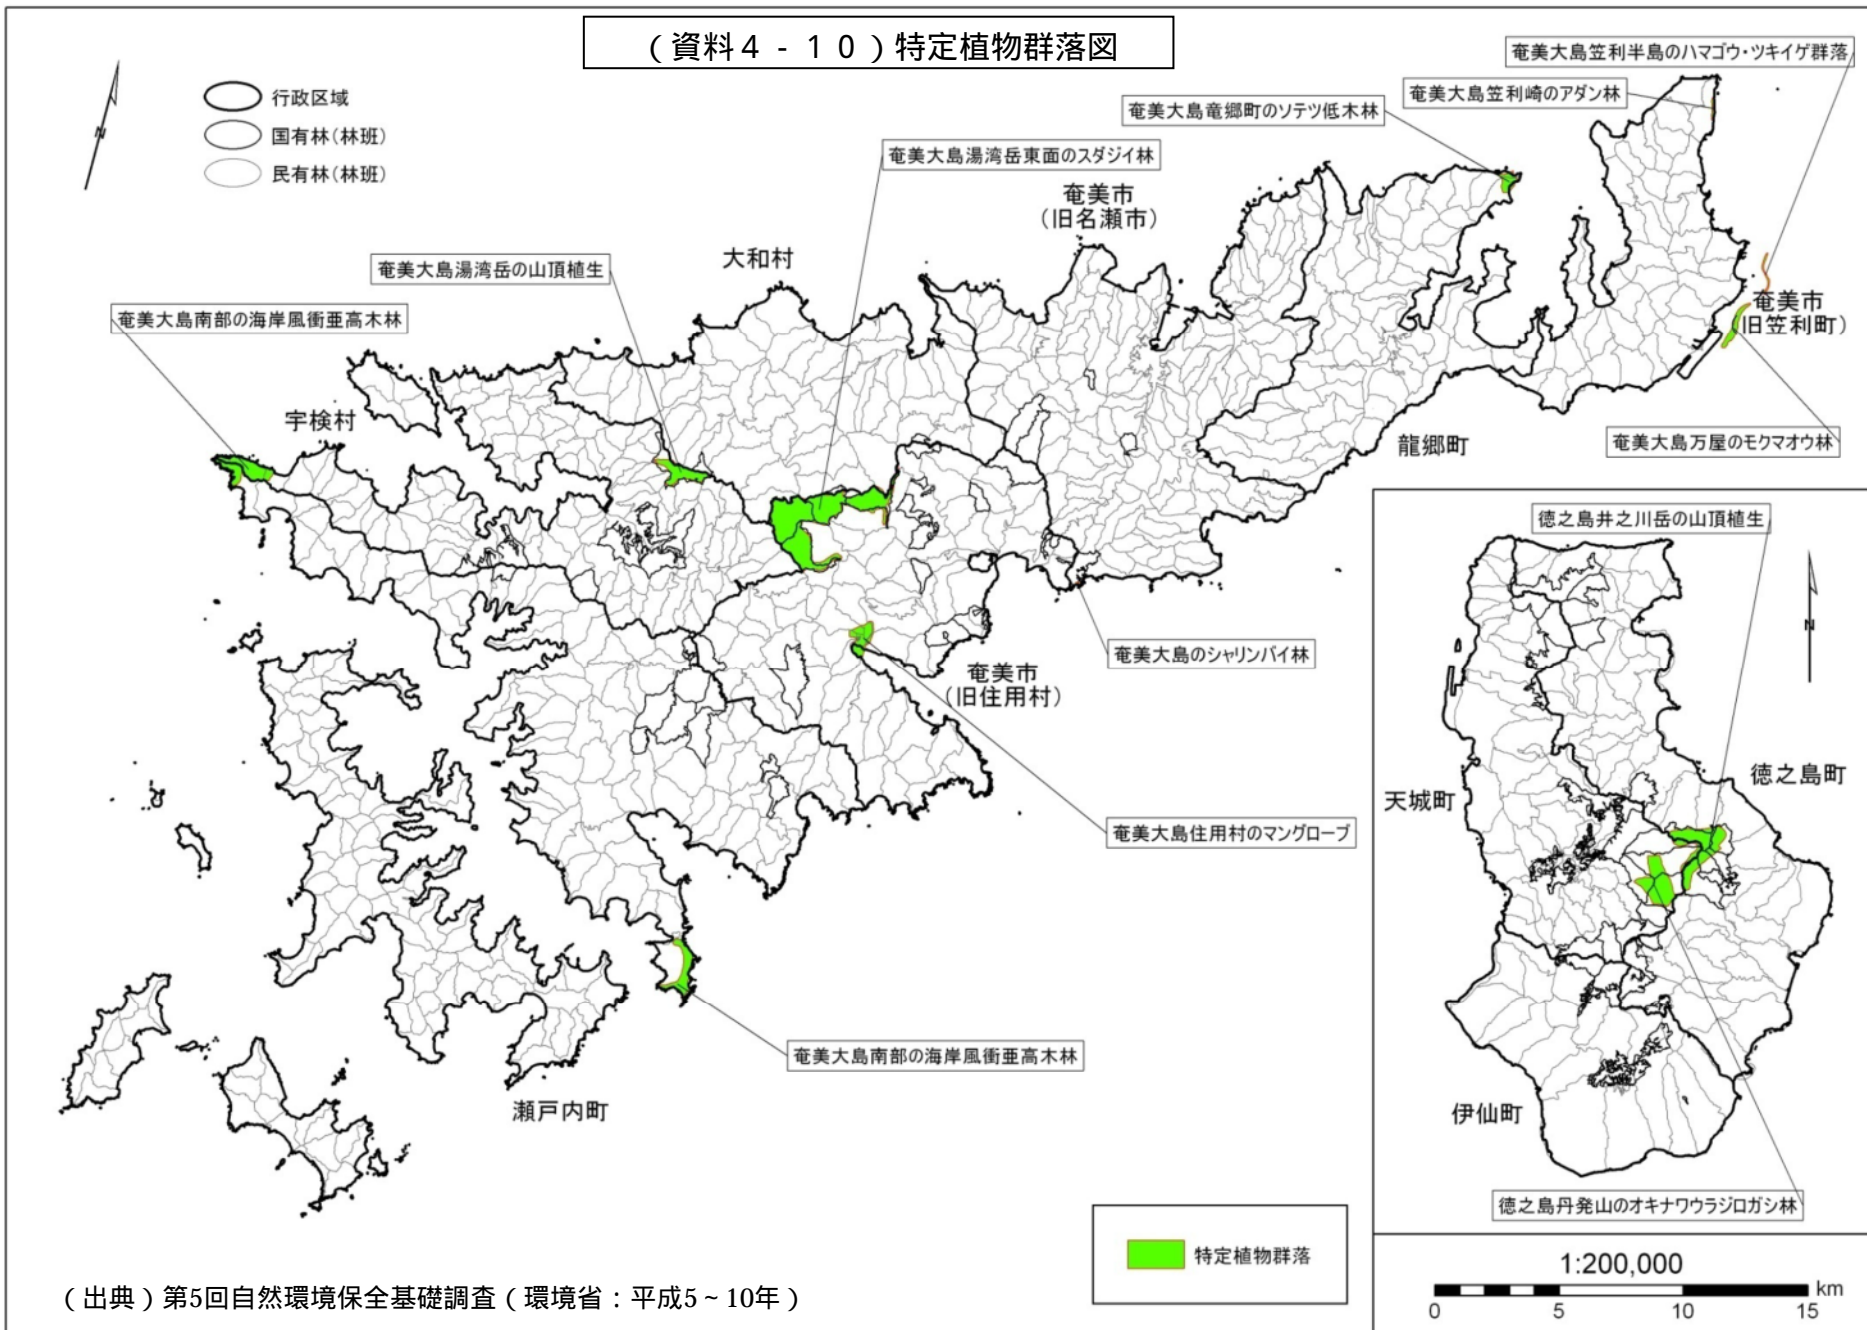 （資料４-１０）特定植物群落図
奄美大島笠利半島のハマゴウ・ツキイゲ群落
奄美大島笠利崎のアダン林
奄美大島竜郷町のソテツ低木林
奄美大島湯湾岳東面のスダジイ林
N
行政区域
国有林(林班)
民有林(林班)
奄美市
（旧名瀬市）
大和村
奄美大島湯湾岳の山頂植生
奄美大島南部の海岸風衝亜高木林
奄美市
（旧笠利町）
宇検村
龍郷町
奄美大島万屋のモクマオウ林
奄美大島のシャリンバイ林
奄美市
（旧住用村）
奄美大島住用村のマングローブ
奄美大島南部の海岸風衝亜高木林
瀬戸内町
徳之島井之川岳の山頂植生
N
徳之島町
天城町
伊仙町
徳之島丹発山のオキナワウラジロガシ林
特定植物群落
1:200,000
km
0 5 10 15
（出典）第5回自然環境保全基礎調査（環境省：平成5~10年）